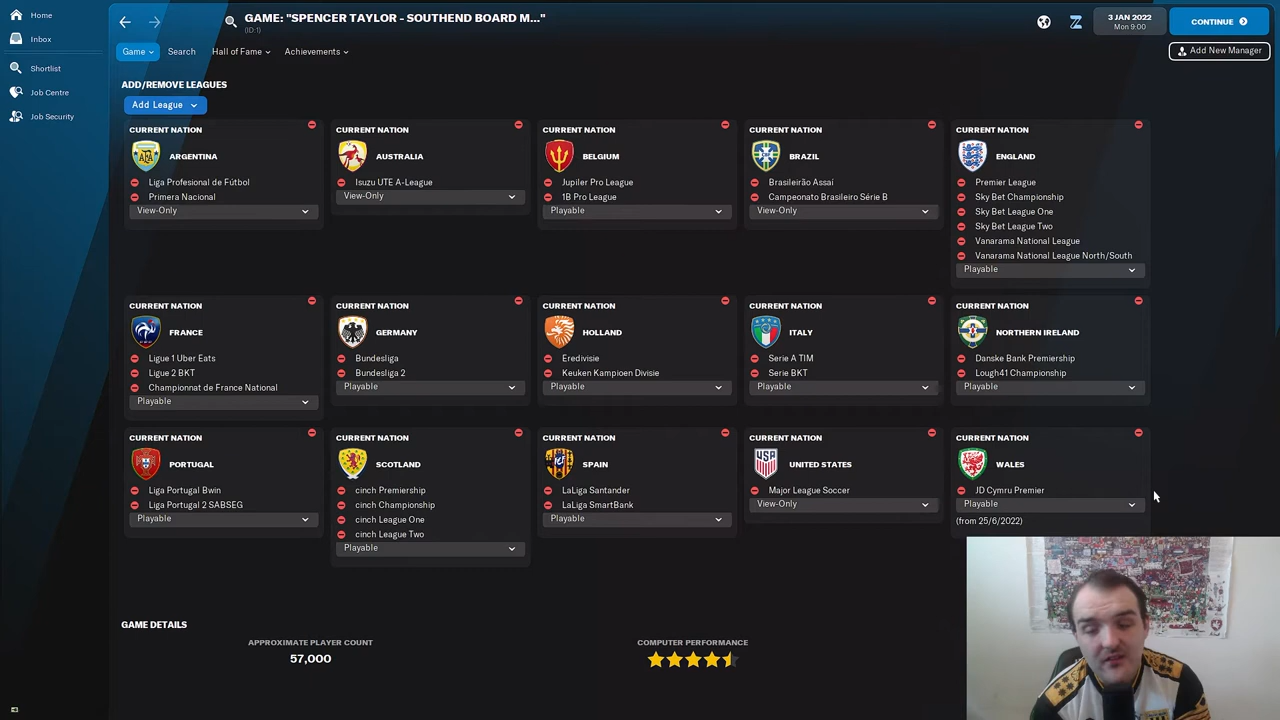 Home
Inbox
Shortlist
Job Centre
Job Security
GAME: "SPENCER TAYLOR - SOUTHEND BOARD M..."
(ID:1)
3 JAN 2022
Mon 9:00
CONTINUE
Game
Search
Hall of Fame
Achievements
Add New Manager
ADD/REMOVE LEAGUES
Add League
CURRENT NATION
ARGENTINA
Liga Profesional de Fútbol
Primera Nacional
View-Only
CURRENT NATION
AUSTRALIA
Isuzu UTE A-League
View-Only
CURRENT NATION
BELGIUM
Jupiler Pro League
1B Pro League
Playable
CURRENT NATION
BRAZIL
Brasileirão Assaí
Campeonato Brasileiro Série B
View-Only
CURRENT NATION
ENGLAND
Premier League
Sky Bet Championship
Sky Bet League One
Sky Bet League Two
Vanarama National League
Vanarama National League North/South
Playable
CURRENT NATION
FRANCE
Ligue 1 Uber Eats
Ligue 2 BKT
Championnat de France National
Playable
CURRENT NATION
GERMANY
Bundesliga
Bundesliga 2
Playable
CURRENT NATION
HOLLAND
Eredivisie
Keuken Kampioen Divisie
Playable
CURRENT NATION
ITALY
Serie A TIM
Serie BKT
Playable
CURRENT NATION
NORTHERN IRELAND
Danske Bank Premiership
Lough41 Championship
Playable
CURRENT NATION
PORTUGAL
Liga Portugal Bwin
Liga Portugal 2 SABSEG
Playable
CURRENT NATION
SCOTLAND
cinch Premiership
cinch Championship
cinch League One
cinch League Two
Playable
CURRENT NATION
SPAIN
LaLiga Santander
LaLiga SmartBank
Playable
CURRENT NATION
UNITED STATES
Major League Soccer
View-Only
CURRENT NATION
WALES
JD Cymru Premier
Playable
(from 25/6/2022)
GAME DETAILS
APPROXIMATE PLAYER COUNT
57,000
COMPUTER PERFORMANCE